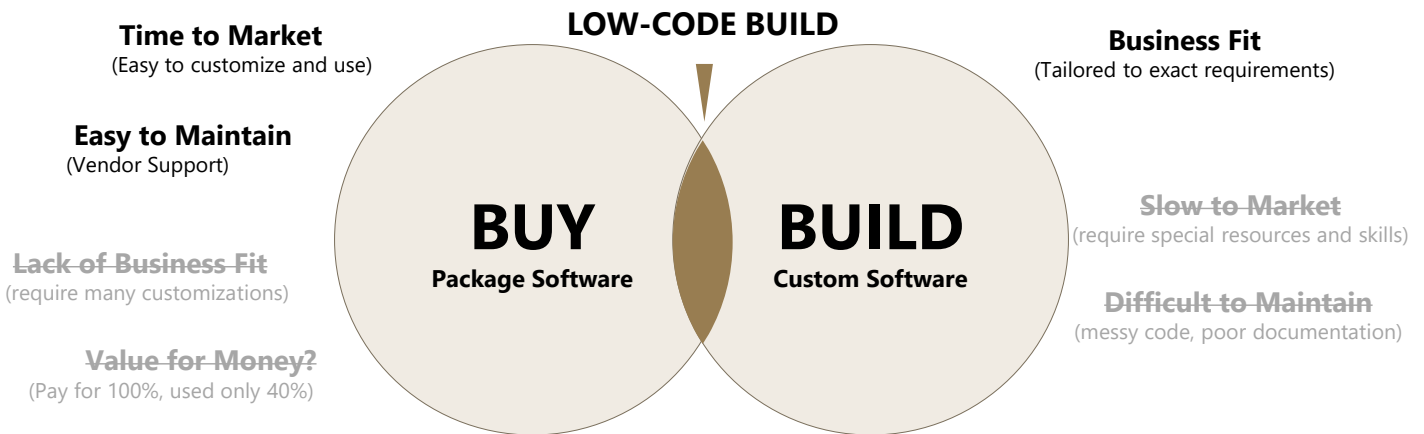 LOW-CODE BUILD
Time to Market
(Easy to customize and use)
Easy to Maintain
(Vendor Support)
Lack of Business Fit
(require many customizations)
Value for Money?
(Pay for 100%, used only 40%)
BUY
Package Software
BUILD
Custom Software
Business Fit
(Tailored to exact requirements)
Slow to Market
(require special resources and skills)
Difficult to Maintain
(messy code, poor documentation)